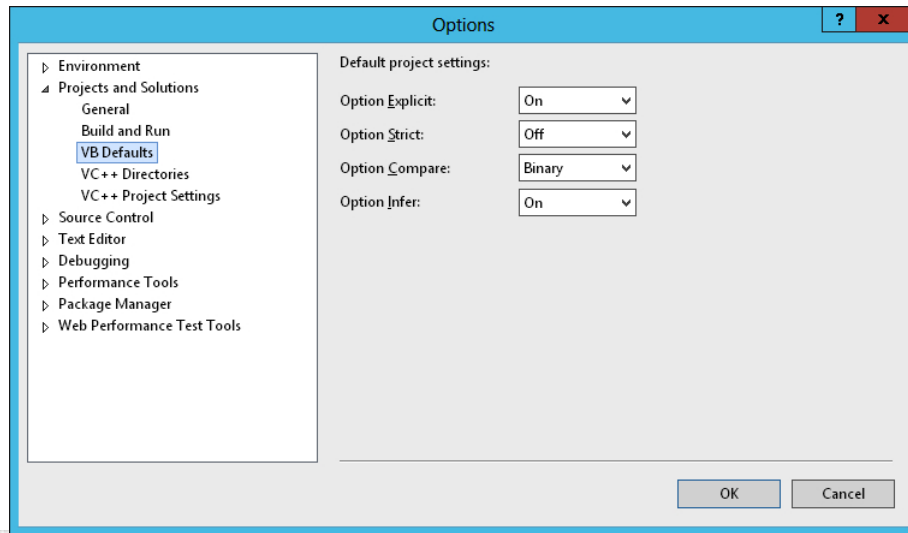 Options
? x
Environment
Projects and Solutions
General
Build and Run
VB Defaults
VC++ Directories
VC++ Project Settings
Source Control
Text Editor
Debugging
Performance Tools
Package Manager
Web Performance Test Tools
Default project settings:
Option Explicit: On
Option Strict: Off
Option Compare: Binary
Option Infer: On
OK Cancel